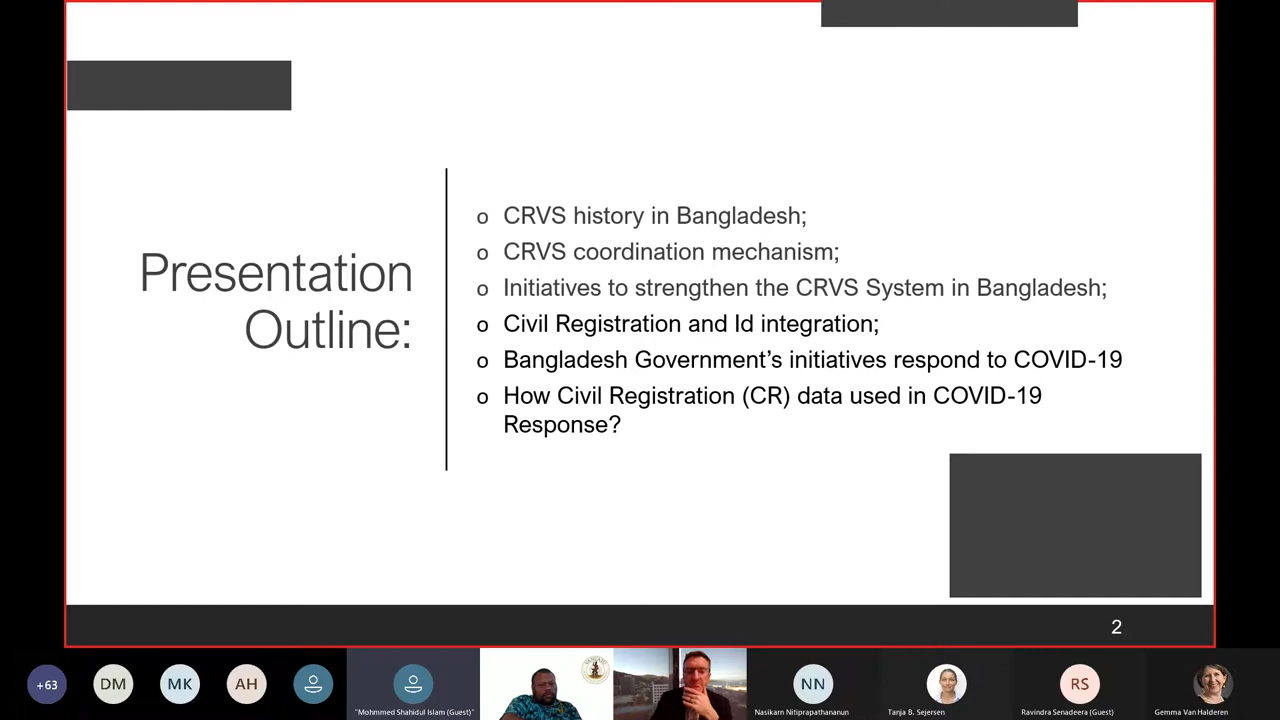 Presentation
Outline:
o CRVS history in Bangladesh;
o CRVS coordination mechanism;
o Initiatives to strengthen the CRVS System in Bangladesh;
o Civil Registration and Id integration;
o Bangladesh Government’s initiatives respond to COVID-19
o How Civil Registration (CR) data used in COVID-19
Response?
2
+63
DM
MK
AH
"Mohmmed Shahidul Islam (Guest)"
NN
Nasikarn Nitiprapathananun
Tanja B. Sejersen
RS
Ravindra Senadeera (Guest)
Gemma Van Halderen